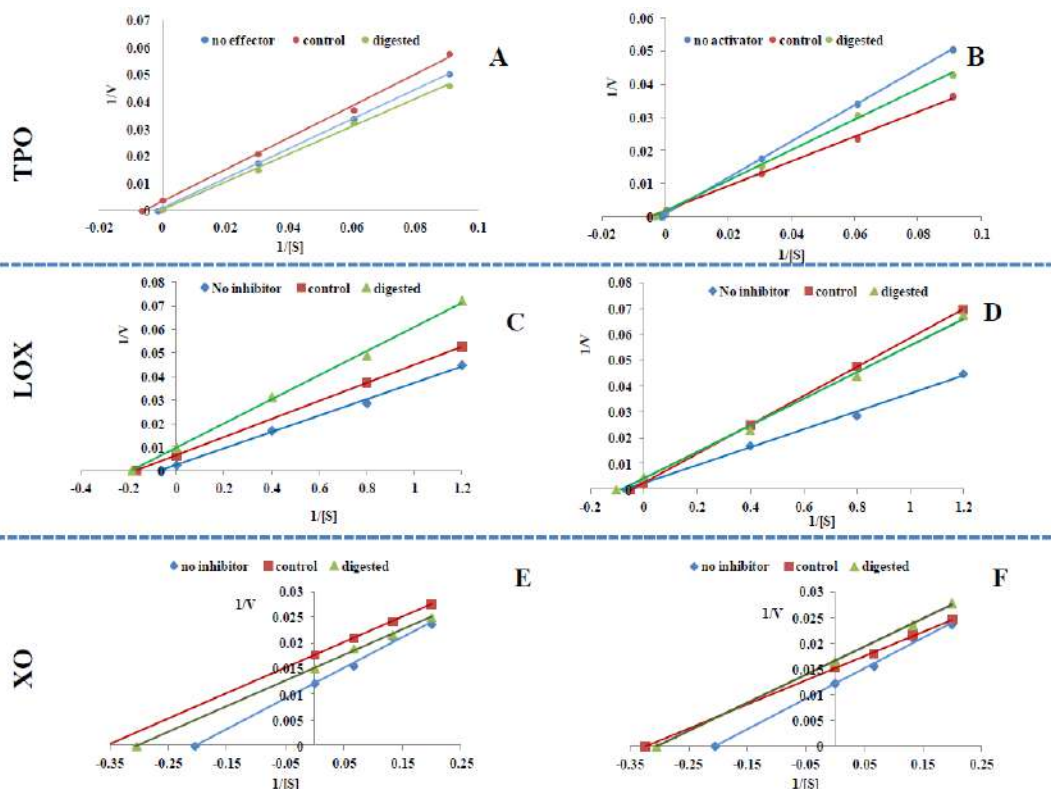 TPO
A
no effector control digested
1/V
0.07
0.06
0.05
0.04
0.03
0.02
0.01
0
-0.02 0 0.02 0.04 0.06 0.08 0.1
1/[S]
B
no activator control digested
1/V
0.06
0.05
0.04
0.03
0.02
0.01
0
-0.02 0 0.02 0.04 0.06 0.08 0.1
1/[S]
LOX
C
No inhibitor control digested
1/V
0.08
0.07
0.06
0.05
0.04
0.03
0.02
0.01
0
-0.4 -0.2 0 0.4 0.8 1.2
1/[S]
D
No inhibitor control digested
1/V
0.08
0.07
0.06
0.05
0.04
0.03
0.02
0.01
0
-0.2 0 0.4 0.8 1.2
1/[S]
XO
E
no inhibitor control digested
1/V
0.03
0.025
0.02
0.015
0.01
0.005
0
-0.35 -0.25 -0.15 -0.05 0.05 0.15 0.25
1/[S]
F
no inhibitor control digested
1/V
0.03
0.025
0.02
0.015
0.01
0.005
0
-0.35 -0.25 -0.15 -0.05 0.05 0.15 0.25
1/[S]